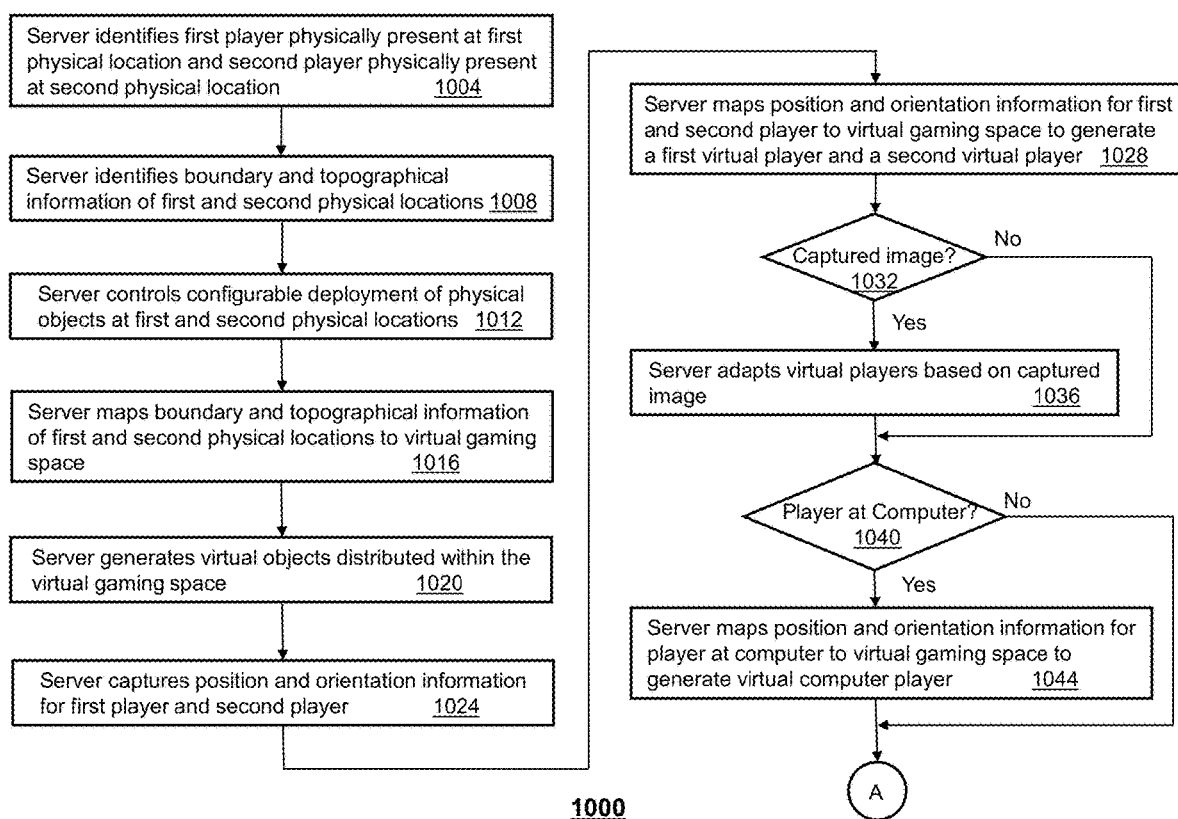 Server identifies first player physically present at first
physical location and second player physically present
at second physical location 1004
Server identifies boundary and topographical
information of first and second physical locations 1008
Server controls configurable deployment of physical
objects at first and second physical locations 1012
Server maps boundary and topographical information
of first and second physical locations to virtual gaming
space 1016
Server generates virtual objects distributed within the
virtual gaming space 1020
Server captures position and orientation information
for first player and second player 1024
Server maps position and orientation information for first
and second player to virtual gaming space to generate
a first virtual player and a second virtual player 1028
Captured image?
1032
No
Yes
Server adapts virtual players based on captured
image 1036
Player at Computer?
1040
No
Yes
Server maps position and orientation information for
player at computer to virtual gaming space to
generate virtual computer player 1044
A
1000